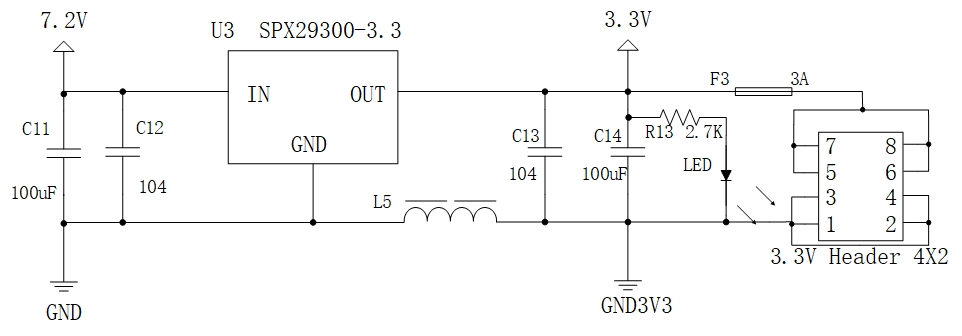 7.2V
U3 SPX29300-3.3
3.3V
F3 3A
IN OUT
GND
C11
100uF
C12
104
L5
C13
104
C14
100uF
R13 2.7K
LED
7 8
5 6
3 4
1 2
3.3V Header 4X2
GND
GND3V3